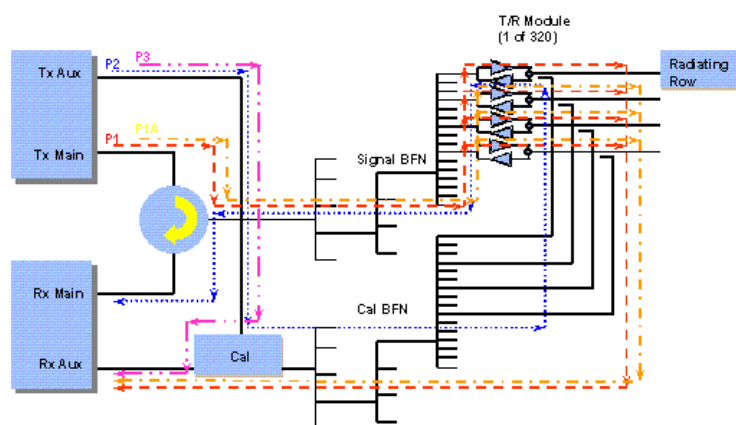 T/R Module
(1 of 320)
P3
P2
Tx Aux
Radiating
Row
P1
P1A
Tx Main
Signal BFN
Rx Main
Cal BFN
Cal
Rx Aux